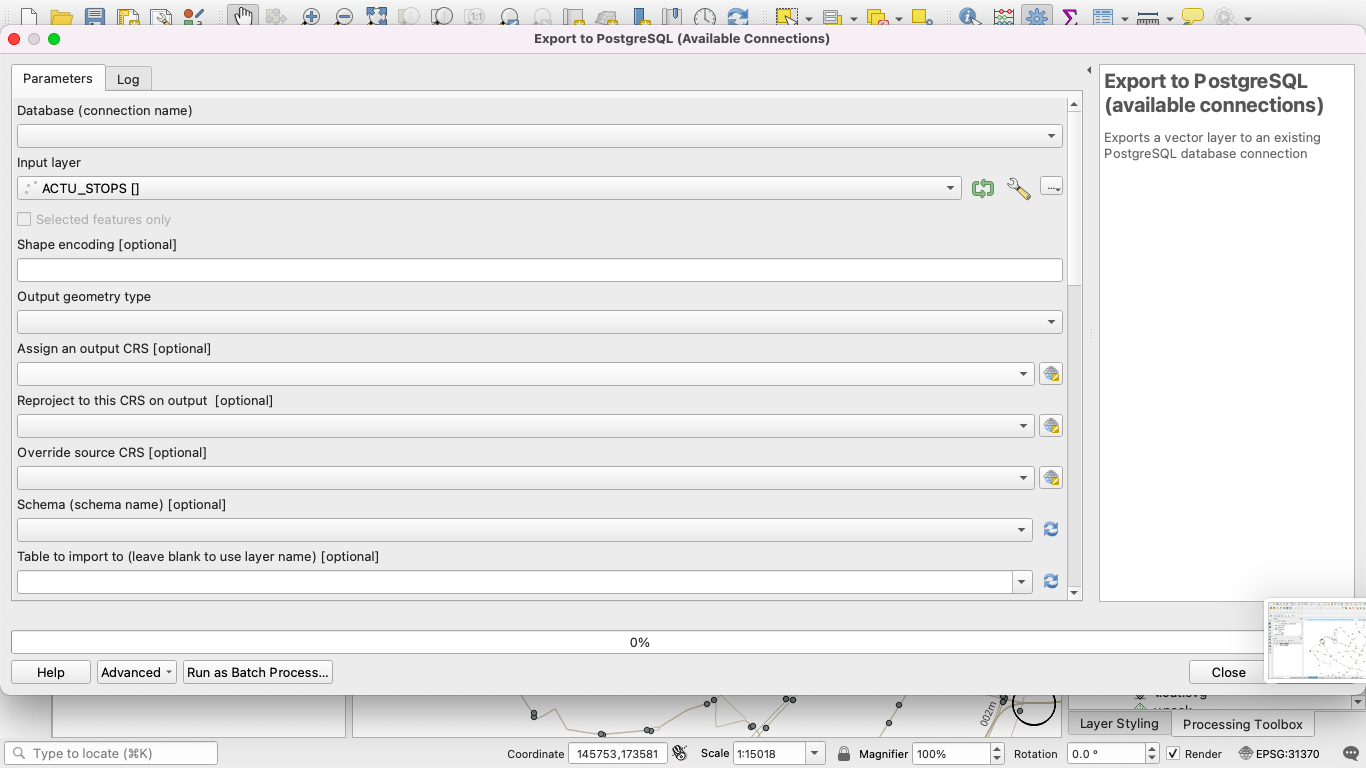 Export to PostgreSQL (Available Connections)
Parameters
Log
Database (connection name)
Input layer
ACTU_STOPS []
Selected features only
Shape encoding [optional]
Output geometry type
Assign an output CRS [optional]
Reproject to this CRS on output [optional]
Override source CRS [optional]
Schema (schema name) [optional]
Table to import to (leave blank to use layer name) [optional]
Export to PostgreSQL
(available connections)
Exports a vector layer to an existing
PostgreSQL database connection
0%
Help
Advanced
Run as Batch Process...
Close
002m
Layer Styling
Processing Toolbox
Type to locate (⌘K)
Coordinate
145753,173581
Scale
1:15018
Magnifier
100%
Rotation
0.0 °
Render
EPSG:31370